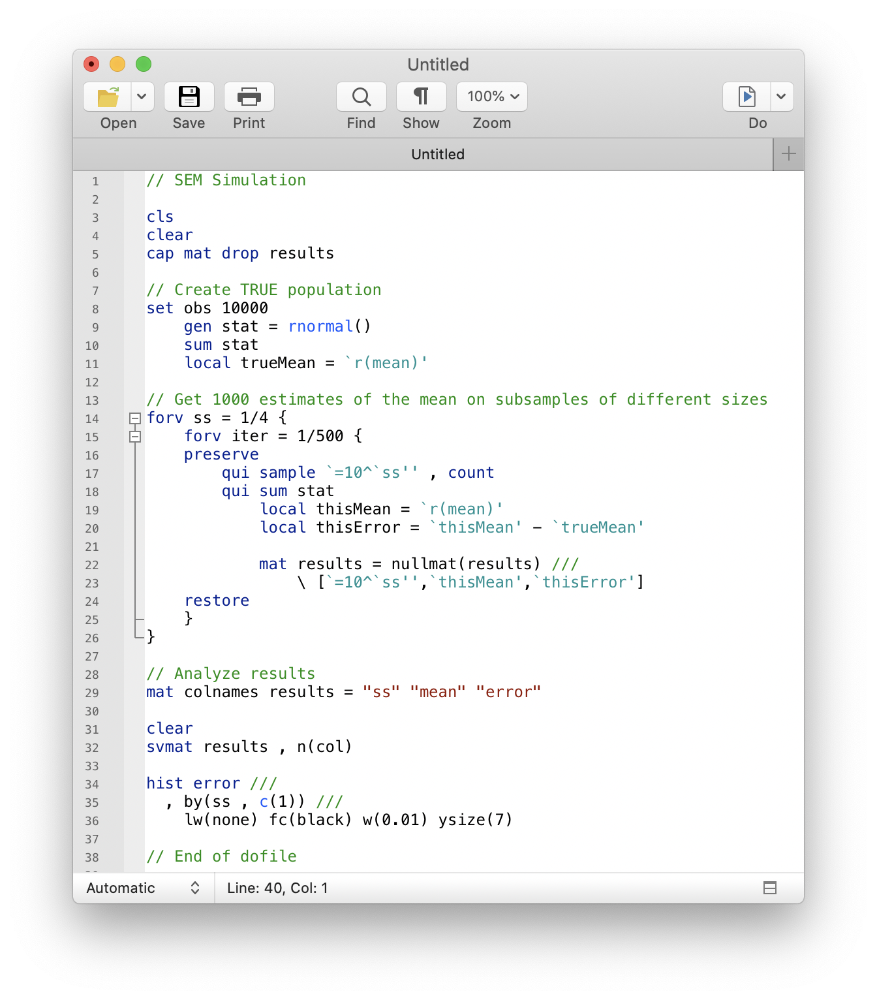 Untitled
Open
Save
Print
Find
Show
100%
Zoom
Do
Untitled
1 // SEM Simulation
2
3 cls
4 clear
5 cap mat drop results
6
7 // Create TRUE population
8 set obs 10000
9     gen stat = rnormal()
10     sum stat
11     local trueMean = `r(mean)'
12
13 // Get 1000 estimates of the mean on subsamples of different sizes
14 forv ss = 1/4 {
15     forv iter = 1/500 {
16     preserve
17         qui sample `=10^`ss'' , count
18         qui sum stat
19             local thisMean = `r(mean)'
20             local thisError = `thisMean' - `trueMean'
21
22             mat results = nullmat(results) ///
23                 \ [`=10^`ss'',`thisMean',`thisError']
24     restore
25     }
26 }
27
28 // Analyze results
29 mat colnames results = "ss" "mean" "error"
30
31 clear
32 svmat results , n(col)
33
34 hist error ///
35   , by(ss , c(1)) ///
36     lw(none) fc(black) w(0.01) ysize(7)
37
38 // End of dofile
Automatic
Line: 40, Col: 1